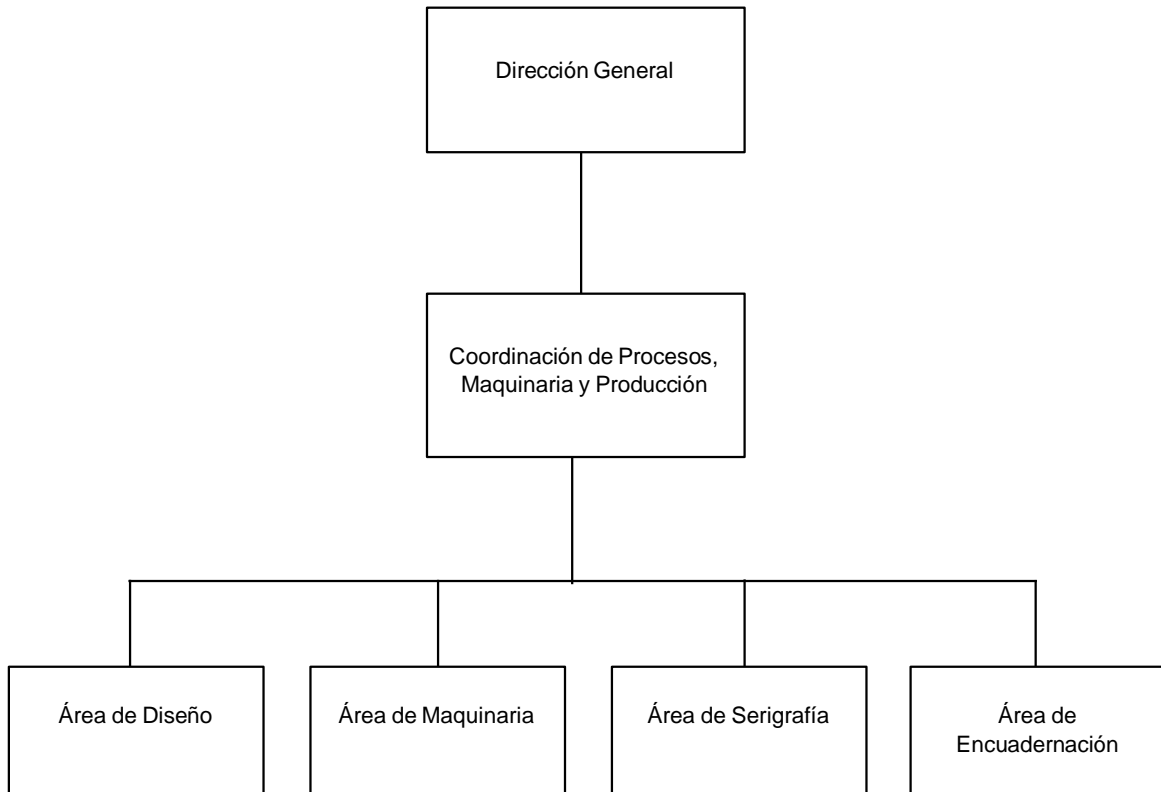 Dirección General
Coordinación de Procesos,
Maquinaria y Producción
Área de Diseño
Área de Maquinaria
Área de Serigrafía
Área de
Encuadernación